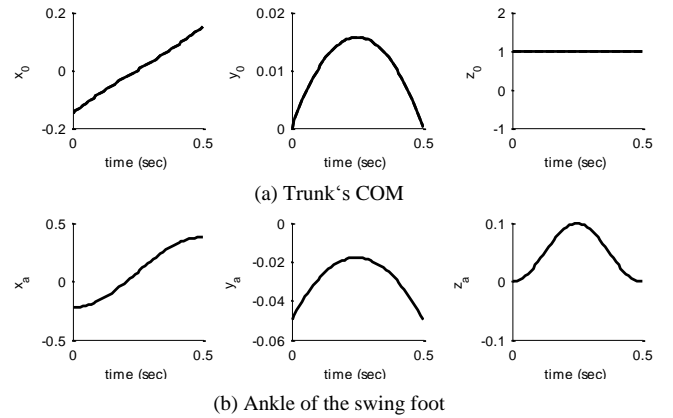 0.2
0
-0.2
x0
0
0.5
time (sec)
0.02
0.01
0
y0
0
0.5
time (sec)
2
1
0
-1
z0
0
0.5
time (sec)
(a) Trunk‘s COM
0.5
0
-0.5
xa
0
0.5
time (sec)
0
-0.02
-0.04
-0.06
ya
0
0.5
time (sec)
0.1
0
-0.1
za
0
0.5
time (sec)
(b) Ankle of the swing foot